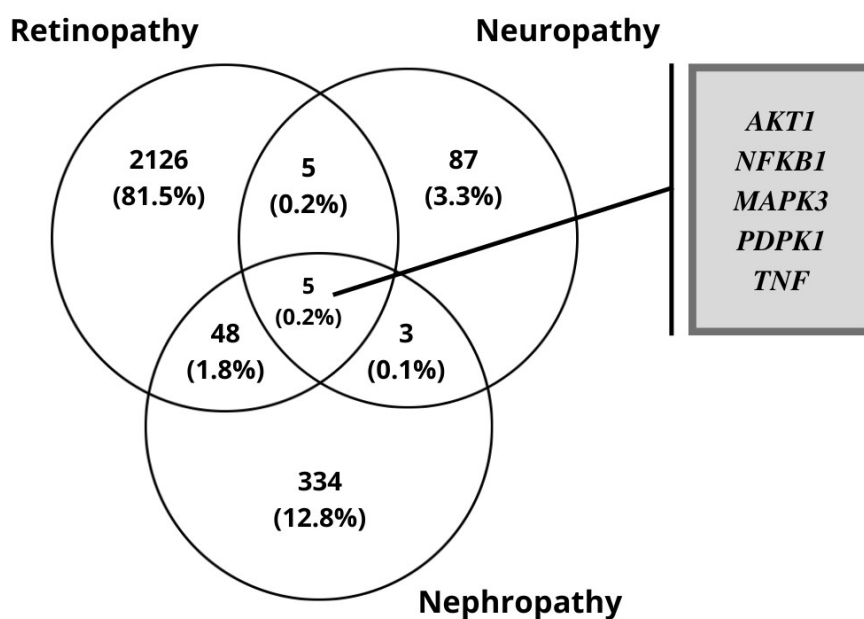 Retinopathy
Neuropathy
2126
(81.5%)
5
(0.2%)
87
(3.3%)
AKT1
NFKB1
MAPK3
PDPK1
TNF
5
(0.2%)
48
(1.8%)
3
(0.1%)
334
(12.8%)
Nephropathy